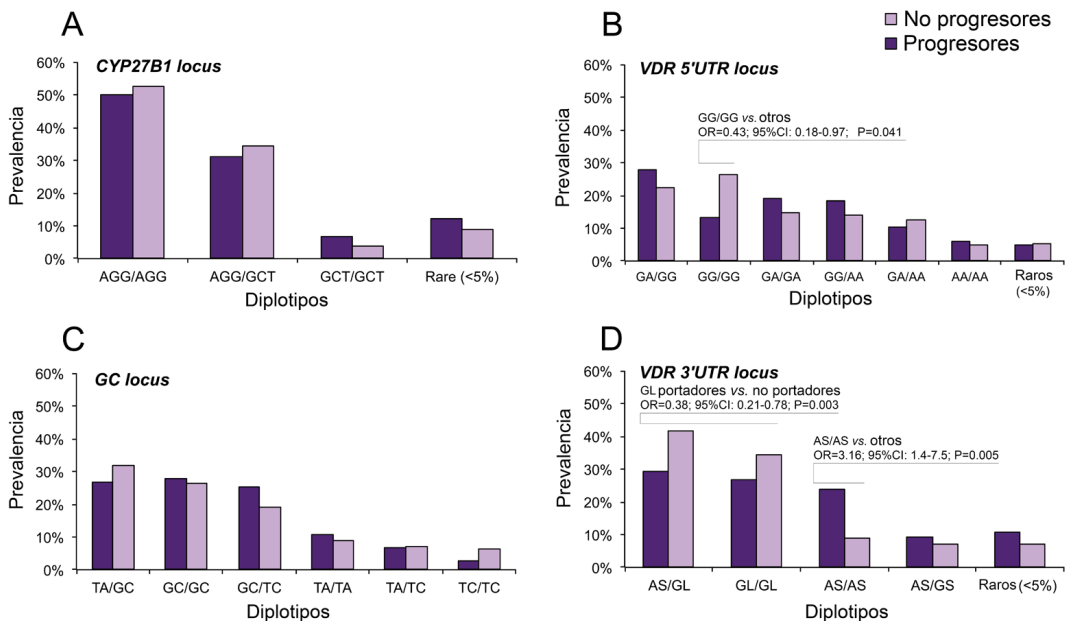 No progresores
Progresores
A
CYP27B1 locus
Prevalencia
60%
50%
40%
30%
20%
10%
0%
AGG/AGG
AGG/GCT
GCT/GCT
Rare (<5%)
Diplotipos
B
VDR 5'UTR locus
GG/GG vs. otros
OR=0.43; 95%CI: 0.18-0.97; P=0.041
Prevalencia
60%
50%
40%
30%
20%
10%
0%
GA/GG
GG/GG
GA/GA
GG/AA
GA/AA
AA/AA
Raros
(<5%)
Diplotipos
C
GC locus
Prevalencia
60%
50%
40%
30%
20%
10%
0%
TA/GC
GC/GC
GC/TC
TA/TA
TA/TC
TC/TC
Diplotipos
D
VDR 3'UTR locus
GL portadores vs. no portadores
OR=0.38; 95%CI: 0.21-0.78; P=0.003
AS/AS vs. otros
OR=3.16; 95%CI: 1.4-7.5; P=0.005
Prevalencia
60%
50%
40%
30%
20%
10%
0%
AS/GL
GL/GL
AS/AS
AS/GS
Raros (<5%)
Diplotipos